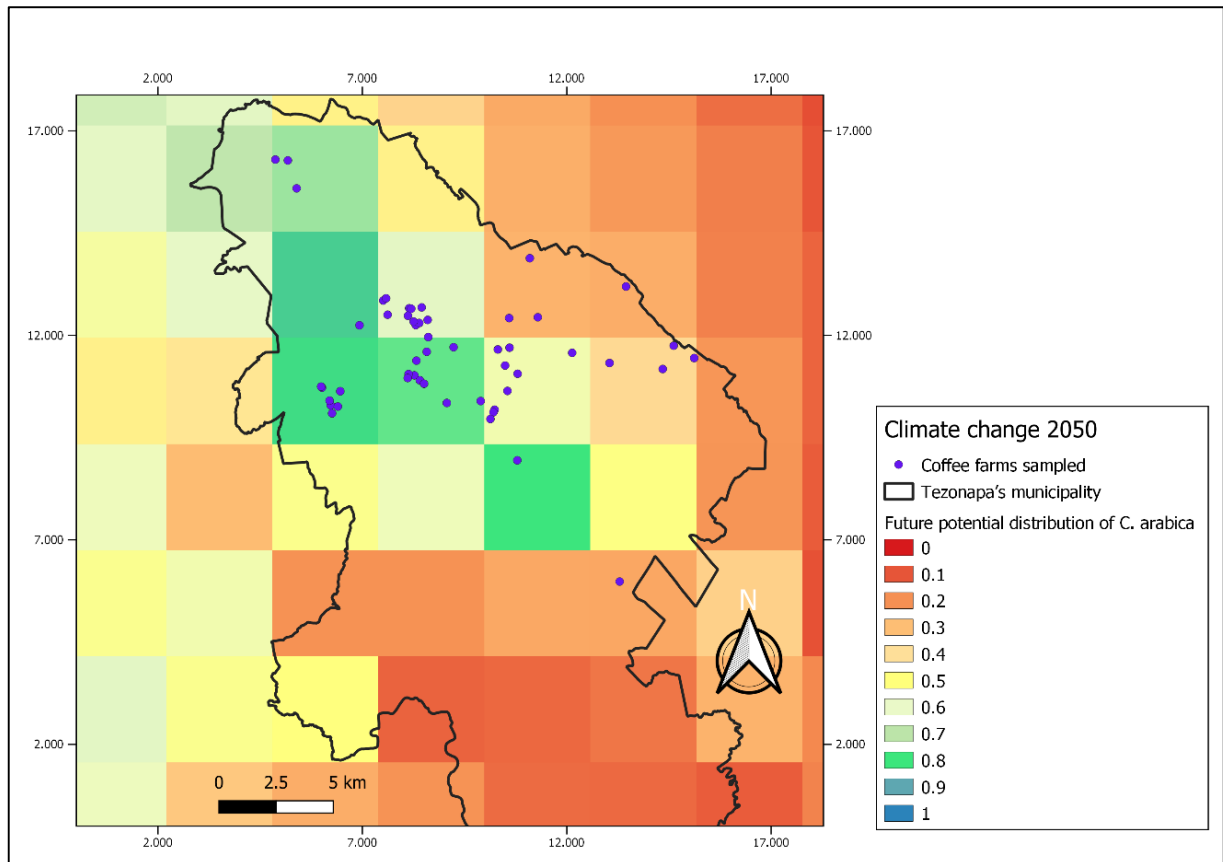 2.000 7.000 12.000 17.000
17.000 17.000
12.000 12.000
7.000 7.000
2.000 2.000
N
0 2.5 5 km
2.000 7.000 12.000 17.000
Climate change 2050
Coffee farms sampled
Tezonapa's municipality
Future potential distribution of C. arabica
0
0.1
0.2
0.3
0.4
0.5
0.6
0.7
0.8
0.9
1